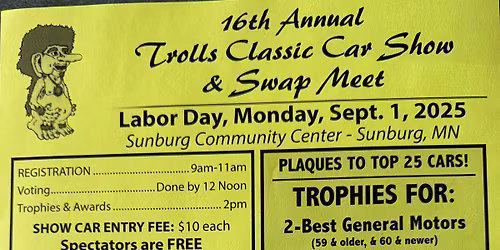 16th Annual
Trolls Classic Car Show
& Swap Meet
Labor Day, Monday, Sept. 1, 2025
Sunburg Community Center - Sunburg, MN
REGISTRATION..............................9am-11am
Voting..............................Done by 12 Noon
Trophies & Awards..............................2pm
SHOW CAR ENTRY FEE: $10 each
Spectators are FREE
PLAQUES TO TOP 25 CARS!
TROPHIES FOR:
2-Best General Motors
(59 & older, & 60 & newer)